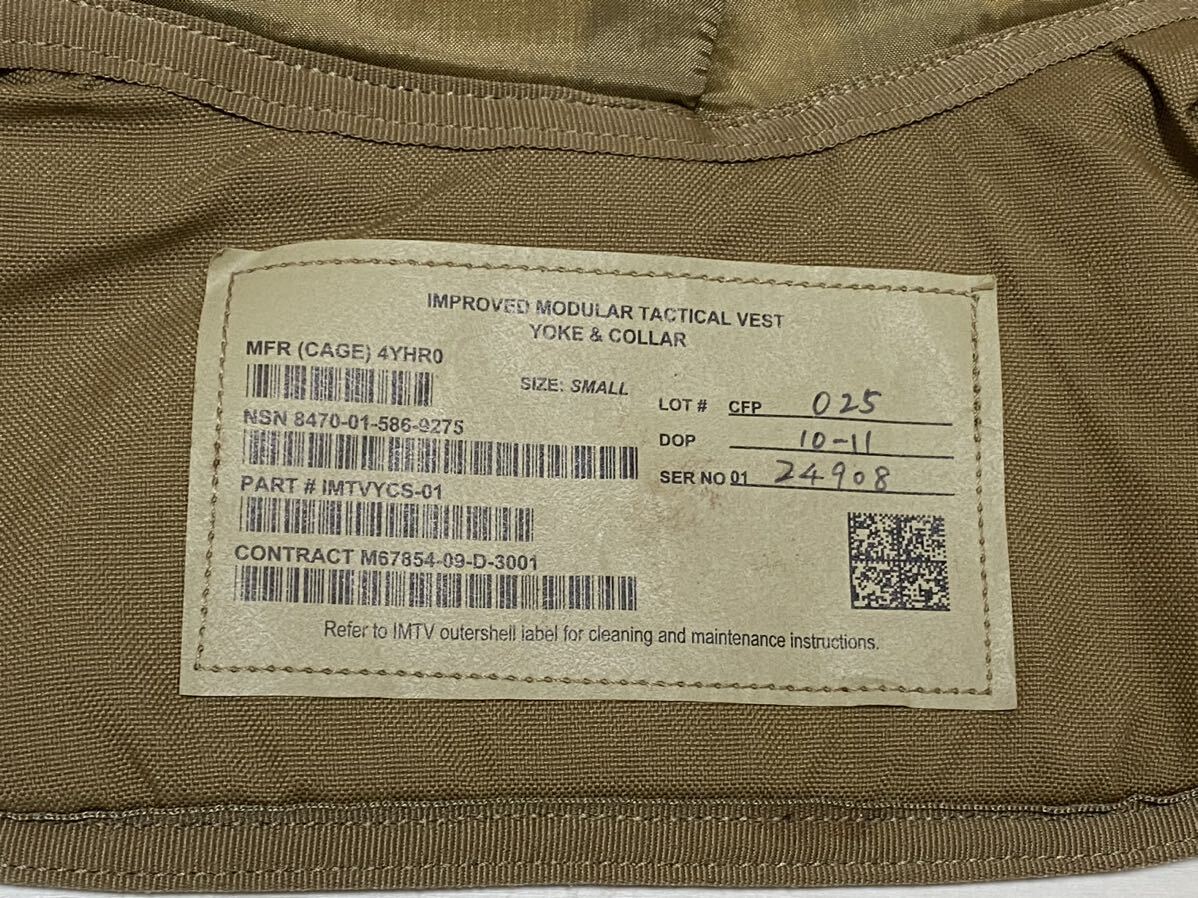 IMPROVED MODULAR TACTICAL VEST
YOKE & COLLAR
MFR (CAGE) 4YHR0
SIZE: SMALL
NSN 8470-01-586-9275
PART # IMTVYCS-01
CONTRACT M67854-09-D-3001
LOT # CFP 025
DOP 10-11
SER NO 01 24908
Refer to IMTV outershell label for cleaning and maintenance instructions.